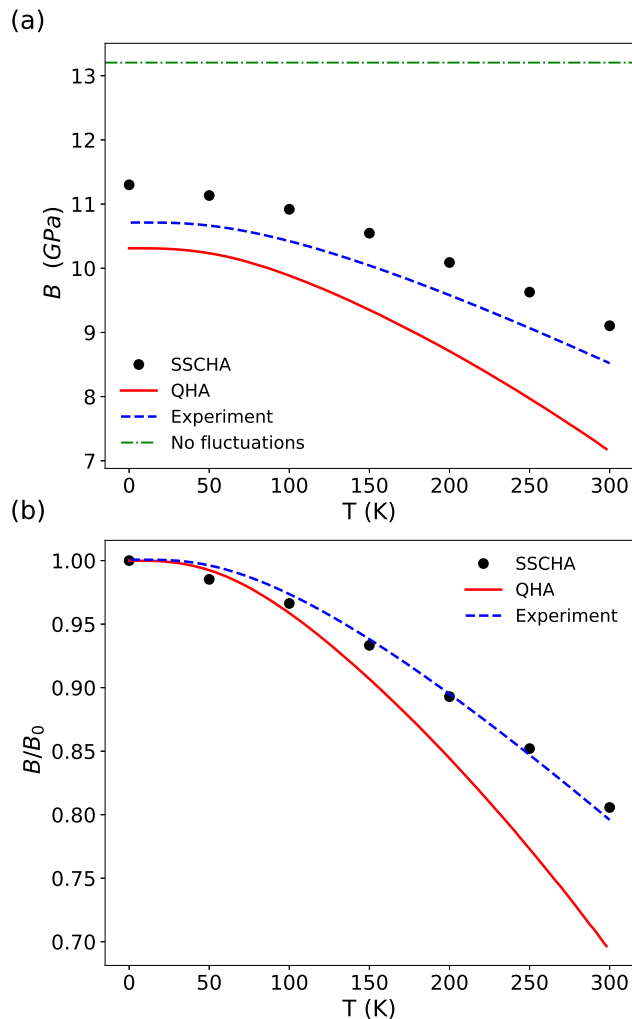 (a)
B (GPa)
13
12
11
10
9
8
7
SSCHA
QHA
Experiment
No fluctuations
0 50 100 150 200 250 300
T (K)
(b)
B/B₀
1.00
0.95
0.90
0.85
0.80
0.75
0.70
SSCHA
QHA
Experiment
0 50 100 150 200 250 300
T (K)